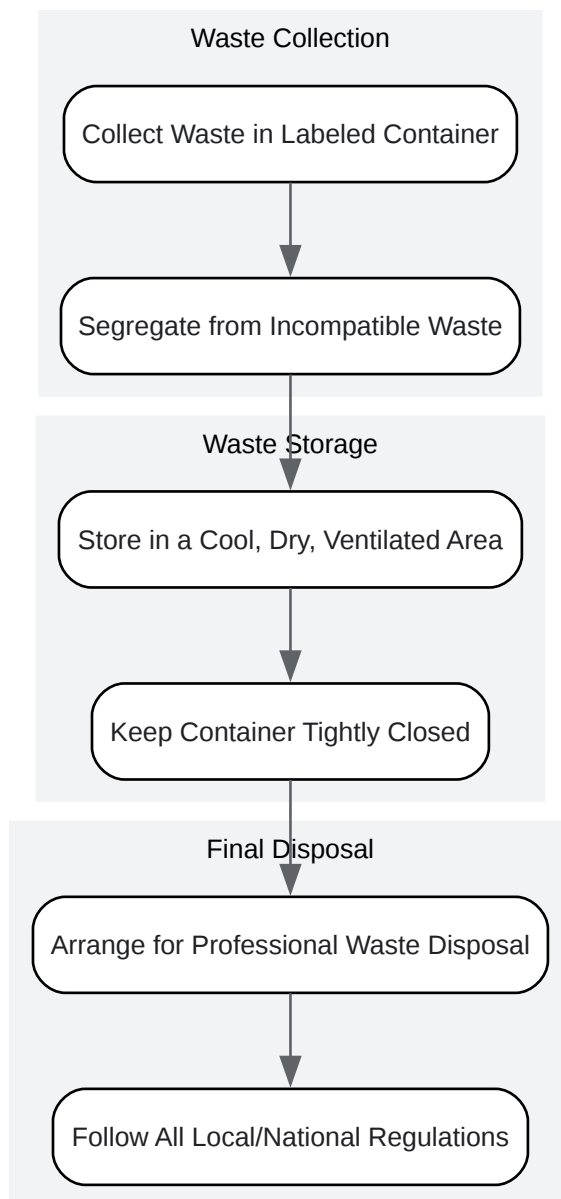 Waste Collection
Collect Waste in Labeled Container
Segregate from Incompatible Waste
Waste Storage
Store in a Cool, Dry, Ventilated Area
Keep Container Tightly Closed
Final Disposal
Arrange for Professional Waste Disposal
Follow All Local/National Regulations